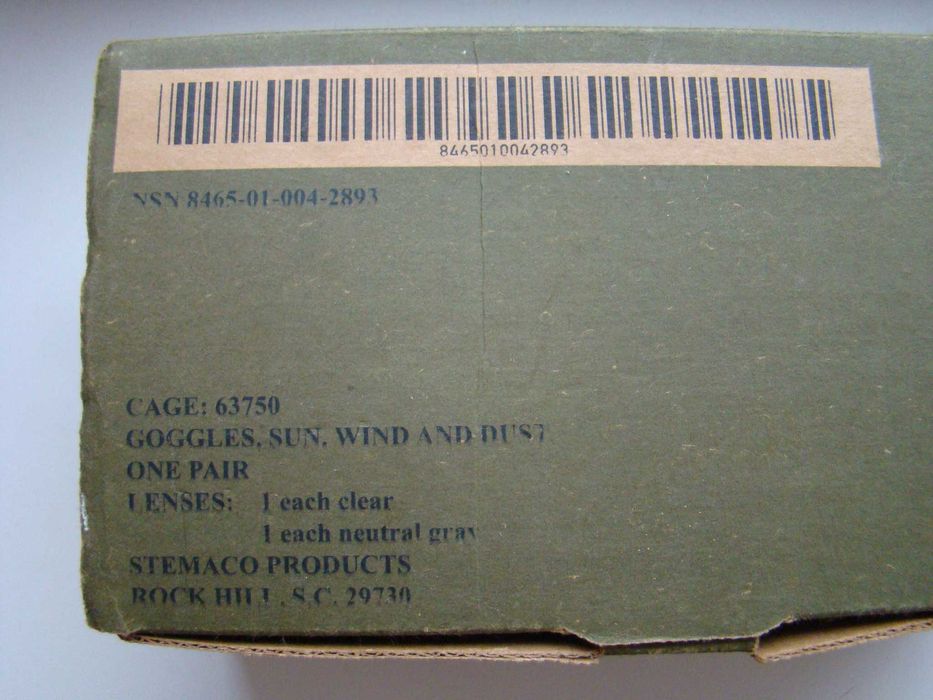 8465010042893
NSN 8465-01-004-2893
CAGE: 63750
GOGGLES, SUN, WIND AND DUST
ONE PAIR
LENSES: 1 each clear
1 each neutral gray
STEMACO PRODUCTS
ROCK HILL, S.C. 29730